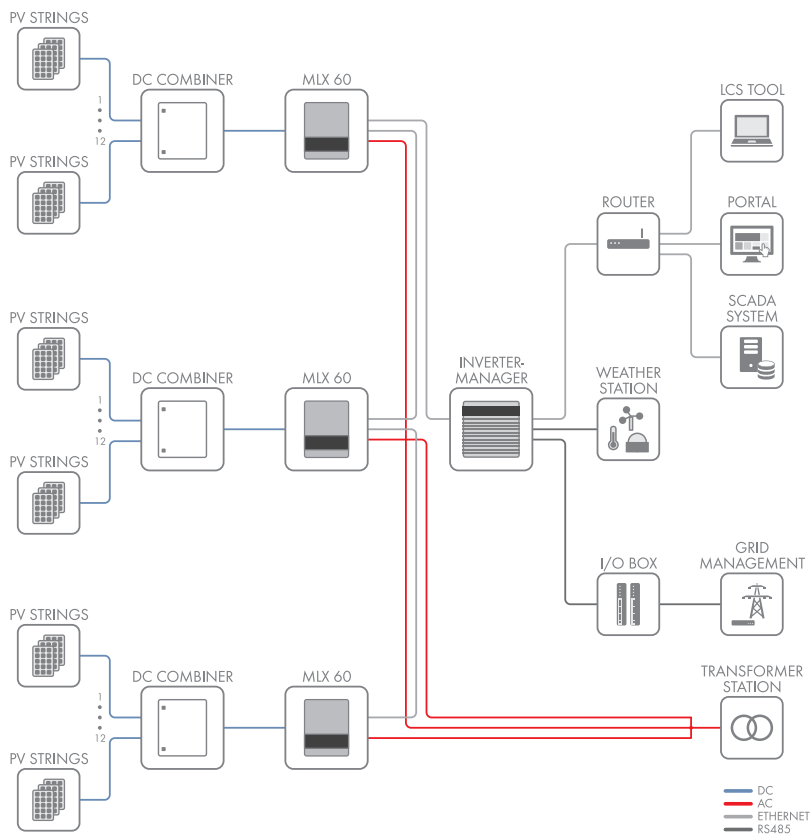 PV STRINGS
DC COMBINER
MLX 60
1
12
PV STRINGS
LCS TOOL
ROUTER
PORTAL
SCADA
SYSTEM
PV STRINGS
DC COMBINER
MLX 60
1
12
PV STRINGS
INVERTER-
MANAGER
WEATHER
STATION
I/O BOX
GRID
MANAGEMENT
PV STRINGS
DC COMBINER
MLX 60
1
12
PV STRINGS
TRANSFORMER
STATION
DC
AC
ETHERNET
RS485